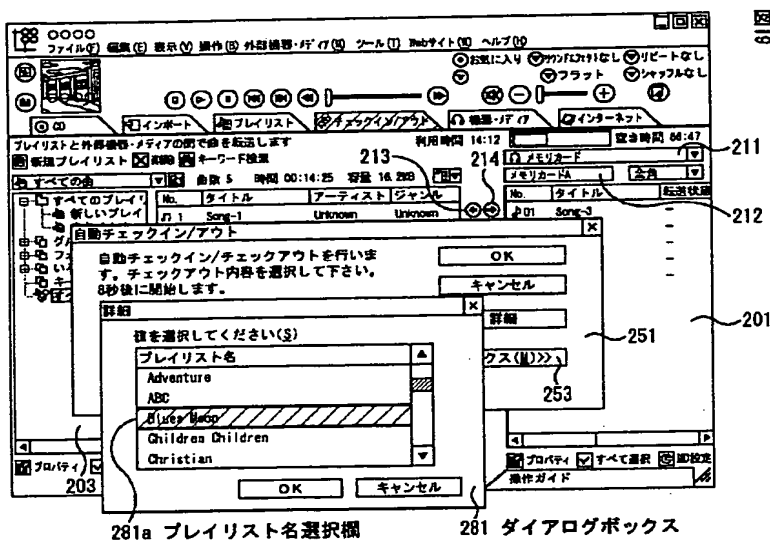 OOOO
ファイル(F) 編集(E) 表示(V) 操作(B) 外部機器・メディア(N) ツール(T) Webサイト(W) ヘルプ(H)
お気に入り サウンドエフェクトなし リピートなし
フラット シャッフルなし
CD インポート プレイリスト チェックイン/アウト 機器・メディア インターネット
プレイリストと外部機器・メディアの間で曲を転送します 利用時間 14:12 空き時間 56:47
新規プレイリスト 削除 キーワード検索 213 214 211
メモリカード
すべての曲 曲数 5 時間 00:14:25 容量 メモリカードA 全角
212
すべてのプレイリ No. タイトル アーティスト ジャンル No. タイトル 転送状態
新しいプレイ 1 Song-1 Unknown Unknown 01 Song-3
自動チェックイン/アウト
自動チェックイン/チェックアウトを行いま
す。チェックアウト内容を選択して下さい。
8秒後に開始します。
OK
キャンセル
詳細
クス(M)>>
251
201
253
詳細
値を選択してください(S)
プレイリスト名
Adventure
ABC
Blues Moon
Children Children
Christian
OK キャンセル
203 プロパティ
プロパティ すべて選択 MD設定
操作ガイド
281a プレイリスト名選択欄 281 ダイアログボックス